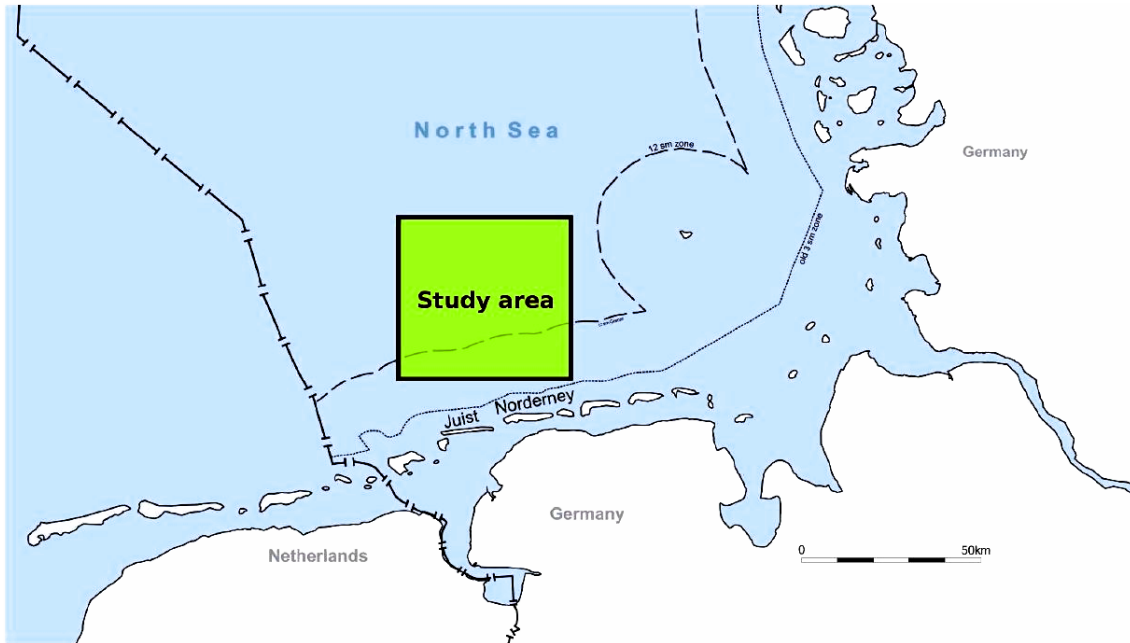 North Sea
12 sm zone
Germany
old 3 sm zone
Study area
Juist
Norderney
Germany
Netherlands
0
50km